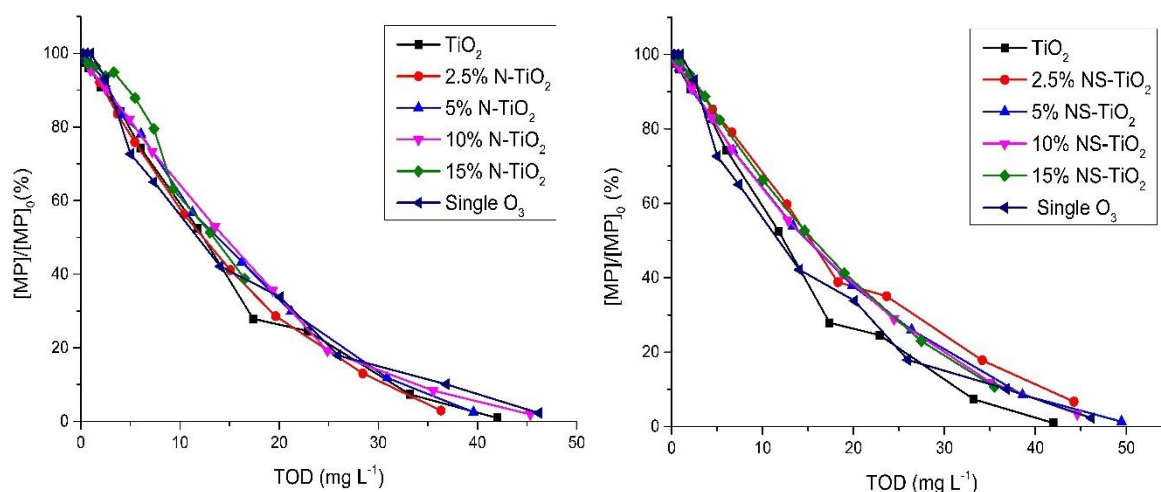 100
80
60
40
20
0
[MP]/[MP]₀ (%)
0 10 20 30 40 50
TOD (mg L⁻¹)
TiO₂
2.5% N-TiO₂
5% N-TiO₂
10% N-TiO₂
15% N-TiO₂
Single O₃
100
80
60
40
20
0
[MP]/[MP]₀ (%)
0 10 20 30 40 50
TOD (mg L⁻¹)
TiO₂
2.5% NS-TiO₂
5% NS-TiO₂
10% NS-TiO₂
15% NS-TiO₂
Single O₃